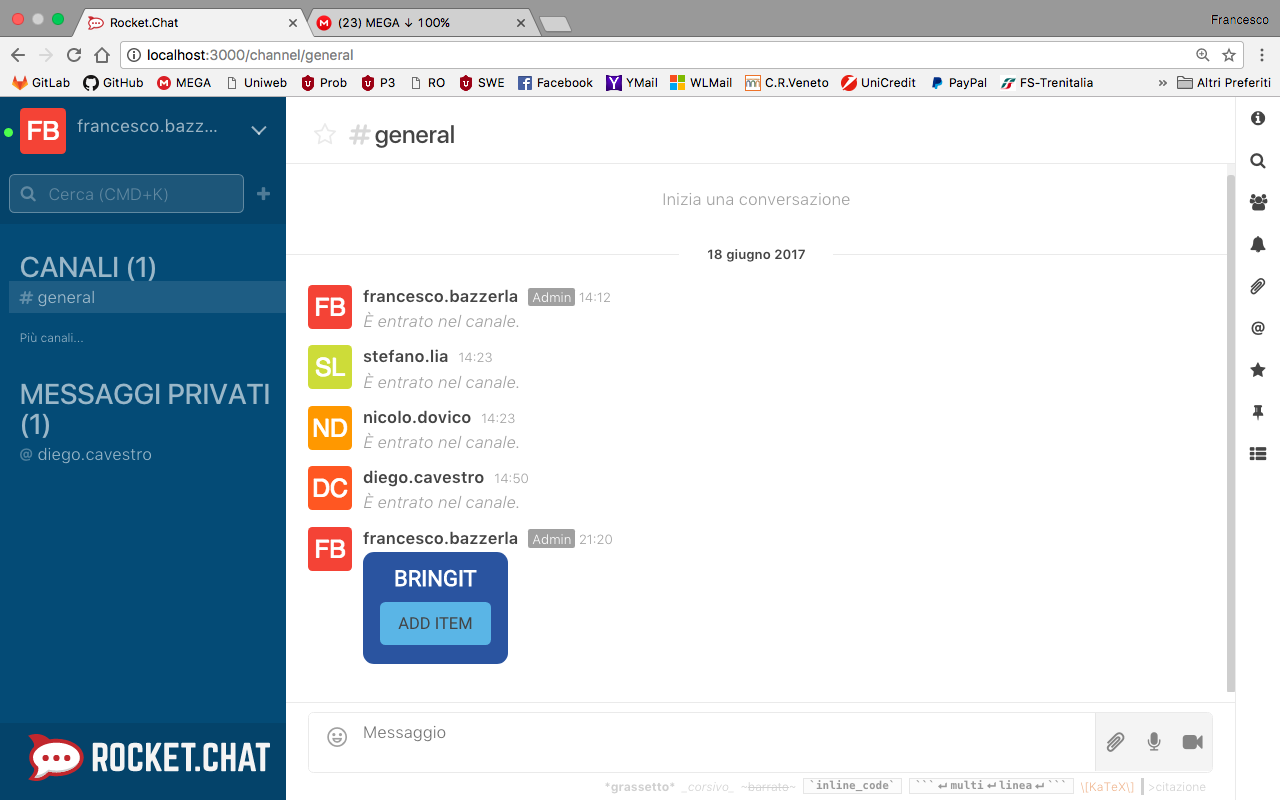 Rocket.Chat
(23) MEGA ↓ 100%
Francesco
localhost:3000/channel/general
GitLab GitHub MEGA Uniweb Prob P3 RO SWE Facebook YMail WLMail C.R.Veneto UniCredit PayPal FS-Trenitalia » Altri Preferiti
FB francesco.bazz...
Cerca (CMD+K)
CANALI (1)
# general
Più canali...
MESSAGGI PRIVATI
(1)
@ diego.cavestro
ROCKET.CHAT
#general
Inizia una conversazione
18 giugno 2017
FB francesco.bazzerla Admin 14:12
È entrato nel canale.
SL stefano.lia 14:23
È entrato nel canale.
ND nicolo.dovico 14:23
È entrato nel canale.
DC diego.cavestro 14:50
È entrato nel canale.
FB francesco.bazzerla Admin 21:20
BRINGIT
ADD ITEM
Messaggio
*grassetto* _corsivo_ ~barrato~ `inline_code` ```↵multi↵linea↵``` \[KaTeX\] >citazione